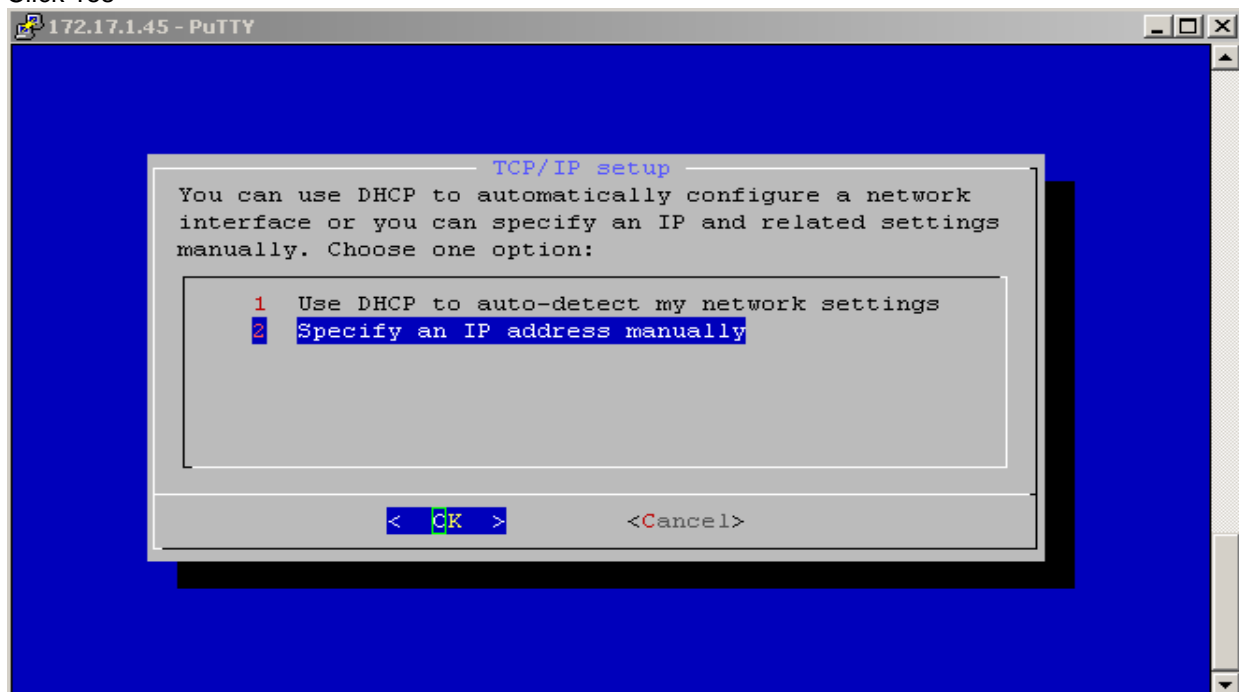 172.17.1.45 - PuTTY
TCP/IP setup
You can use DHCP to automatically configure a network
interface or you can specify an IP and related settings
manually. Choose one option:
1 Use DHCP to auto-detect my network settings
2 Specify an IP address manually
< OK > <Cancel>